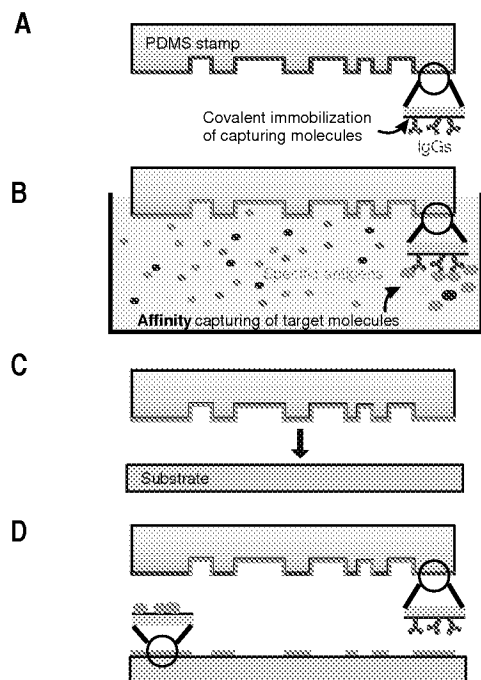 A
PDMS stamp
Covalent immobilization
of capturing molecules
IgGs
B
Affinity capturing of target molecules
C
Substrate
D